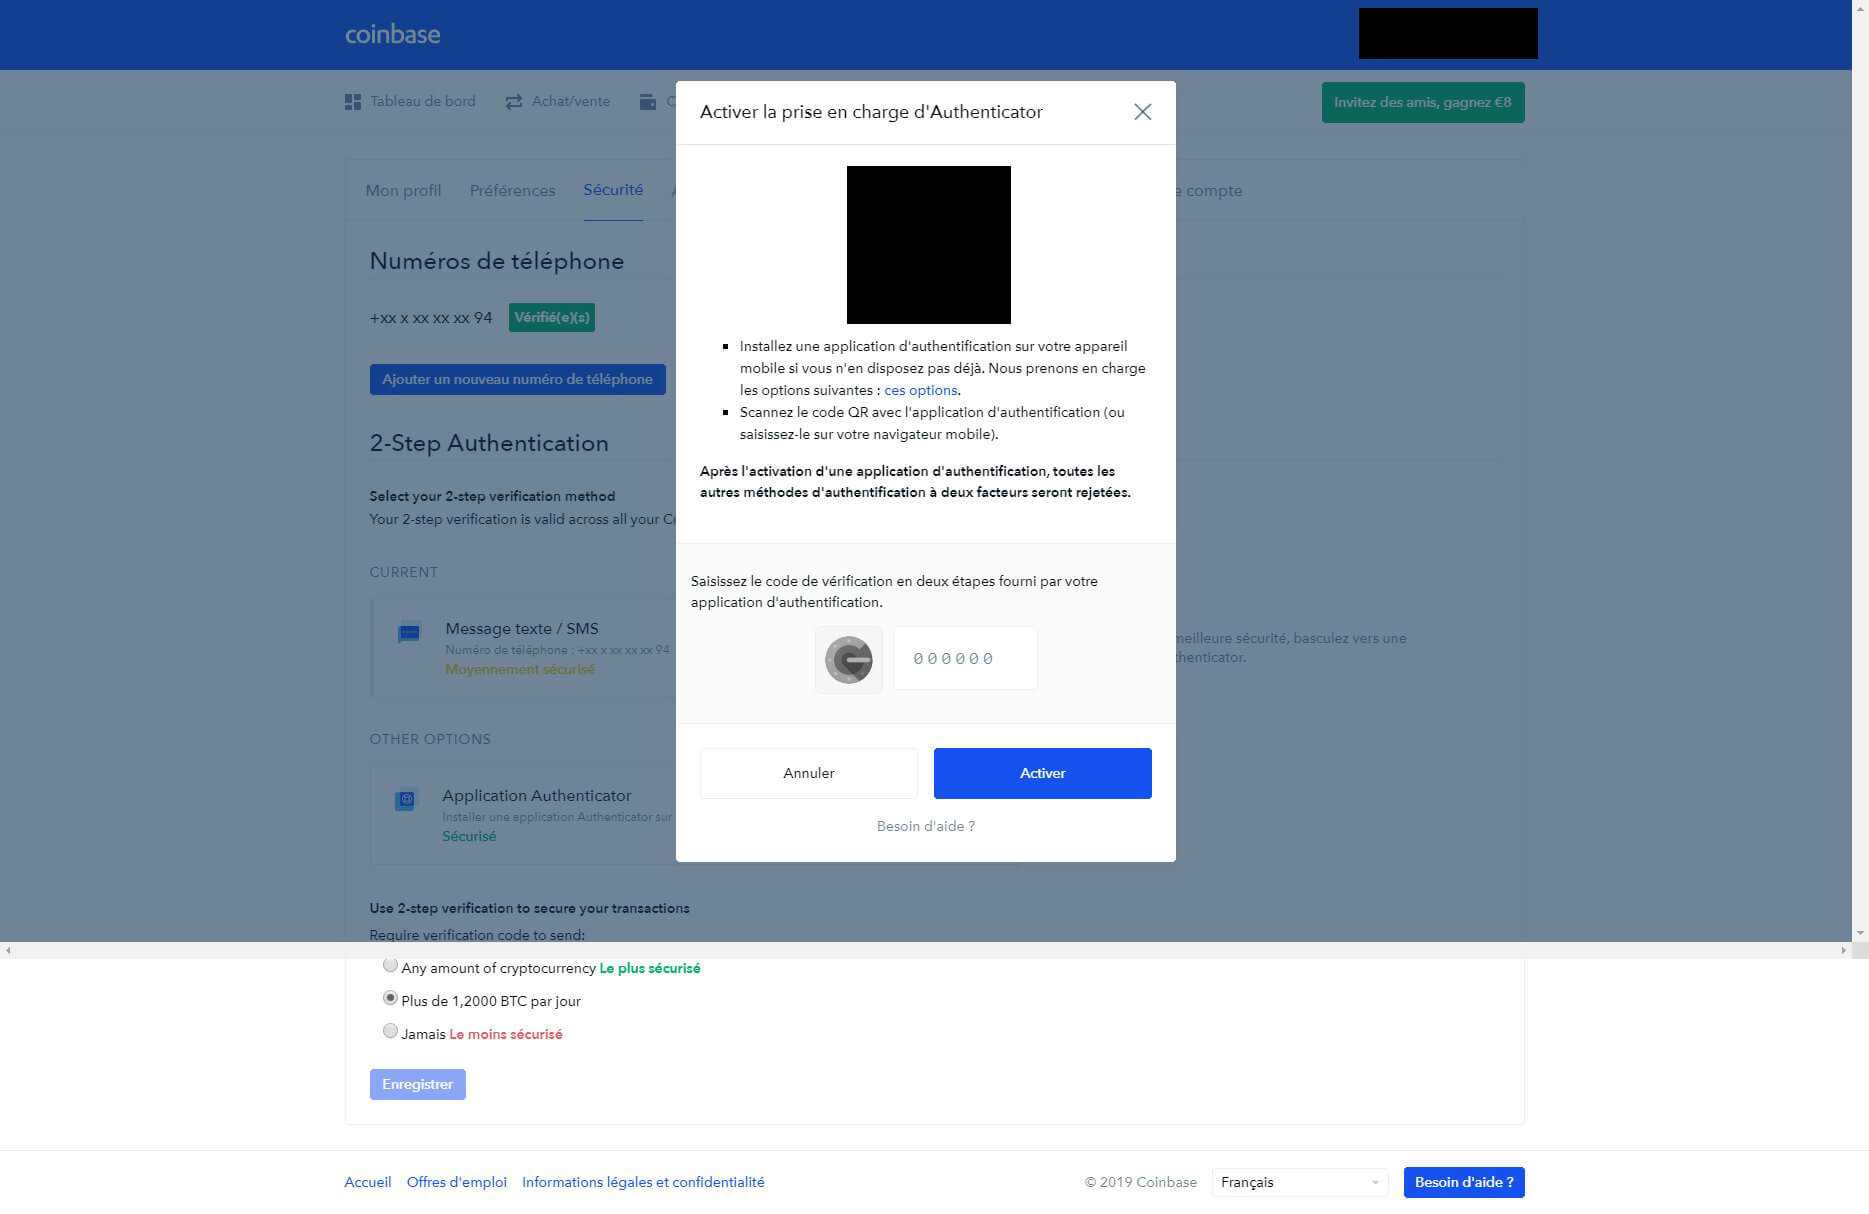 coinbase
Tableau de bord
Achat/vente
Invitez des amis, gagnez €8
Mon profil
Préférences
Sécurité
compte
Numéros de téléphone
+xx x xx xx xx 94
Vérifié(e)(s)
Ajouter un nouveau numéro de téléphone
2-Step Authentication
Select your 2-step verification method
Your 2-step verification is valid across all your
CURRENT
Message texte / SMS
Numéro de téléphone : +xx x xx xx xx 94
Moyennement sécurisé
meilleure sécurité, basculez vers une
OTHER OPTIONS
Application Authenticator
Installer une application Authenticator sur
Sécurisé
Use 2-step verification to secure your transactions
Require verification code to send:
Any amount of cryptocurrency Le plus sécurisé
Plus de 1,2000 BTC par jour
Jamais Le moins sécurisé
Enregistrer
Activer la prise en charge d'Authenticator
Installez une application d'authentification sur votre appareil
mobile si vous n'en disposez pas déjà. Nous prenons en charge
les options suivantes : ces options.
Scannez le code QR avec l'application d'authentification (ou
saisissez-le sur votre navigateur mobile).
Après l'activation d'une application d'authentification, toutes les
autres méthodes d'authentification à deux facteurs seront rejetées.
Saisissez le code de vérification en deux étapes fourni par votre
application d'authentification.
000000
Annuler
Activer
Besoin d'aide ?
Accueil
Offres d'emploi
Informations légales et confidentialité
© 2019 Coinbase
Français
Besoin d'aide ?